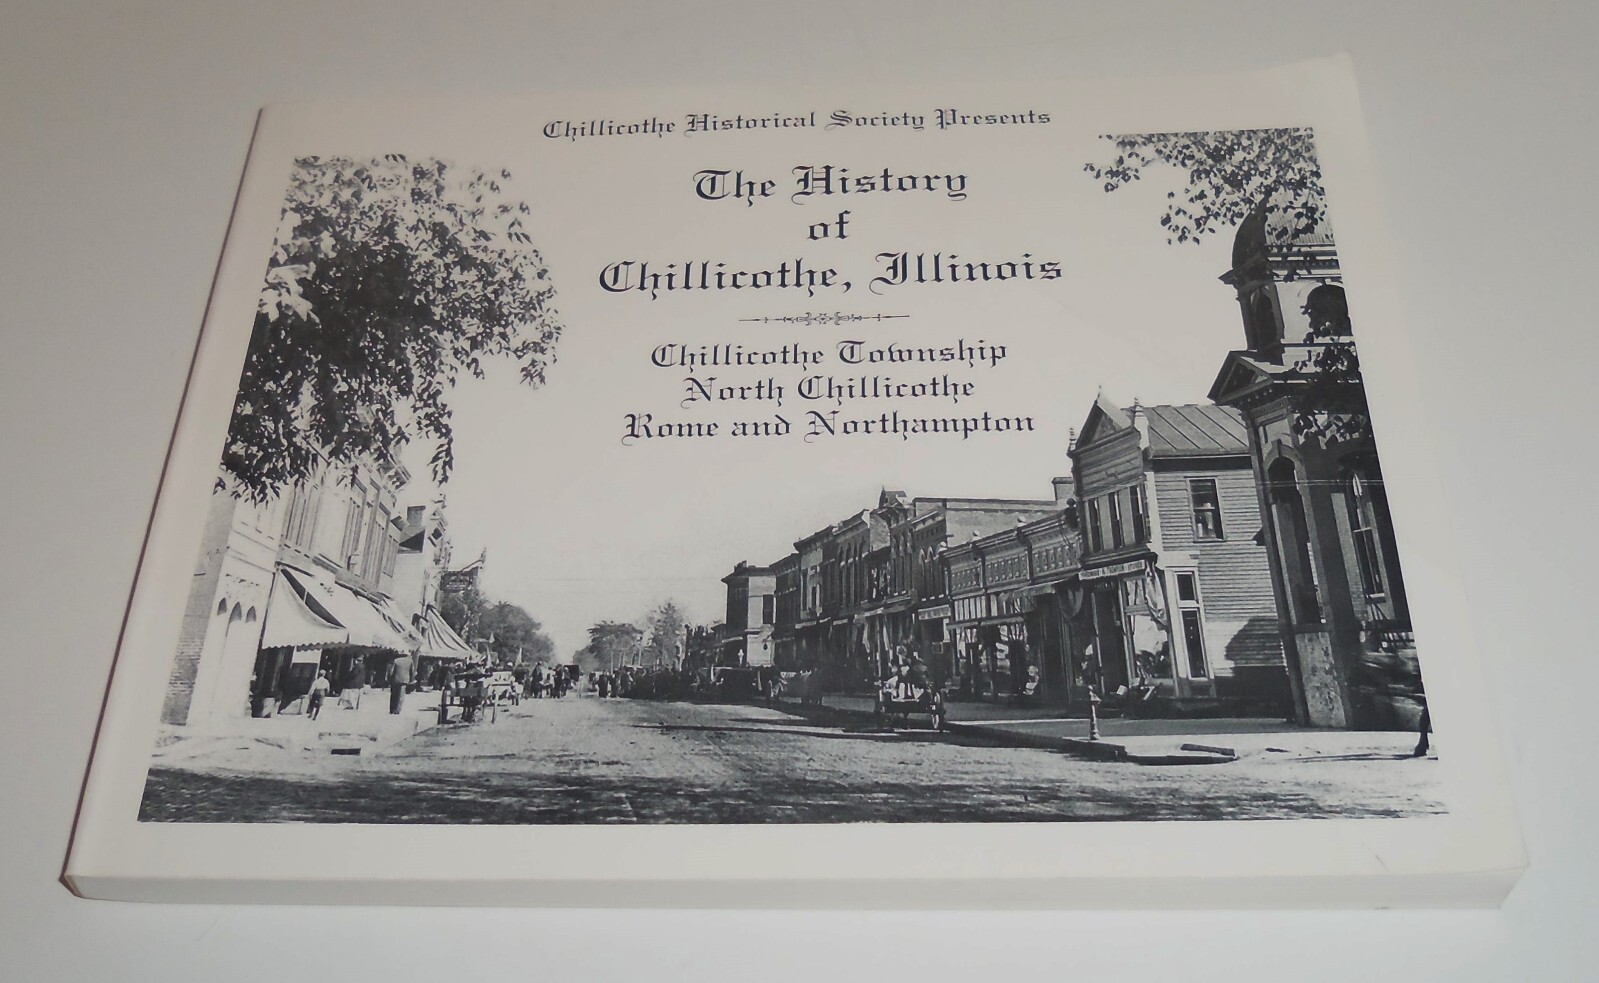 Chillicothe Historical Society Presents
The History
of
Chillicothe, Illinois
Chillicothe Township
North Chillicothe
Rome and Northampton